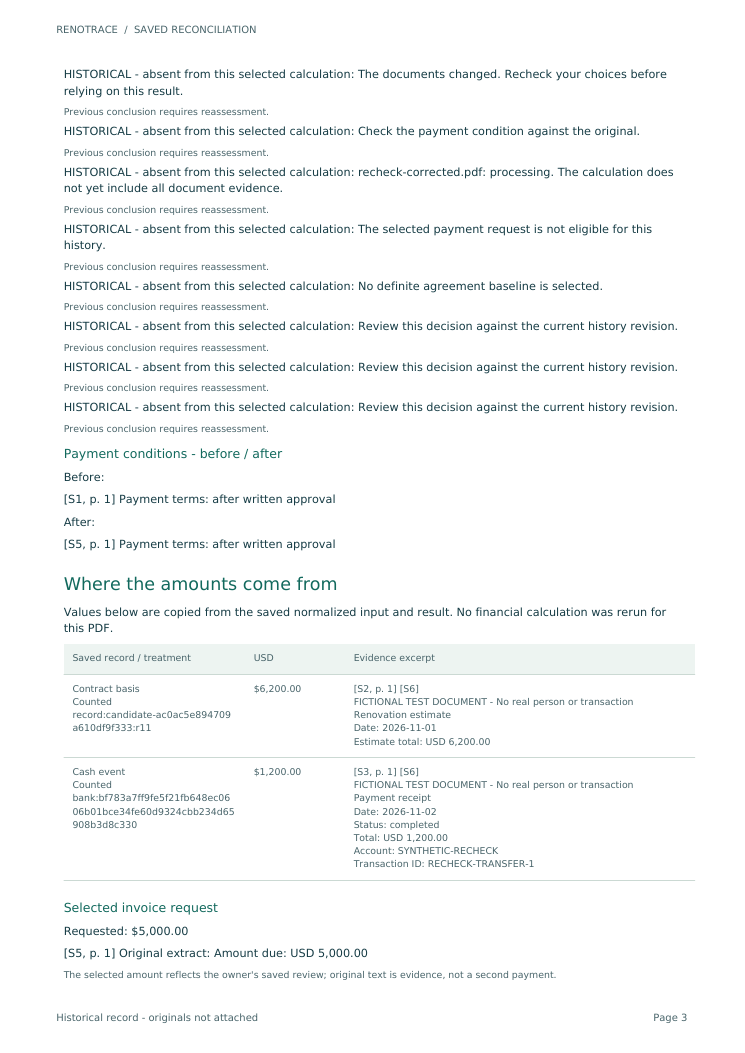 RENOTRACE / SAVED RECONCILIATION
HISTORICAL - absent from this selected calculation: The documents changed. Recheck your choices before
relying on this result.
Previous conclusion requires reassessment.
HISTORICAL - absent from this selected calculation: Check the payment condition against the original.
Previous conclusion requires reassessment.
HISTORICAL - absent from this selected calculation: recheck-corrected.pdf: processing. The calculation does
not yet include all document evidence.
Previous conclusion requires reassessment.
HISTORICAL - absent from this selected calculation: The selected payment request is not eligible for this
history.
Previous conclusion requires reassessment.
HISTORICAL - absent from this selected calculation: No definite agreement baseline is selected.
Previous conclusion requires reassessment.
HISTORICAL - absent from this selected calculation: Review this decision against the current history revision.
Previous conclusion requires reassessment.
HISTORICAL - absent from this selected calculation: Review this decision against the current history revision.
Previous conclusion requires reassessment.
HISTORICAL - absent from this selected calculation: Review this decision against the current history revision.
Previous conclusion requires reassessment.
Payment conditions - before / after
Before:
[S1, p. 1] Payment terms: after written approval
After:
[S5, p. 1] Payment terms: after written approval
Where the amounts come from
Values below are copied from the saved normalized input and result. No financial calculation was rerun for
this PDF.
Saved record / treatment USD Evidence excerpt
Contract basis $6,200.00 [S2, p. 1] [S6]
Counted FICTIONAL TEST DOCUMENT - No real person or transaction
record:candidate-ac0ac5e894709 Renovation estimate
a610df9f333:r11 Date: 2026-11-01
Estimate total: USD 6,200.00
Cash event $1,200.00 [S3, p. 1] [S6]
Counted FICTIONAL TEST DOCUMENT - No real person or transaction
bank:bf783a7ff9fe5f21fb648ec06 Payment receipt
06b01bce34fe60d9324cbb234d65 Date: 2026-11-02
908b3d8c330 Status: completed
Total: USD 1,200.00
Account: SYNTHETIC-RECHECK
Transaction ID: RECHECK-TRANSFER-1
Selected invoice request
Requested: $5,000.00
[S5, p. 1] Original extract: Amount due: USD 5,000.00
The selected amount reflects the owner's saved review; original text is evidence, not a second payment.
Historical record - originals not attached Page 3